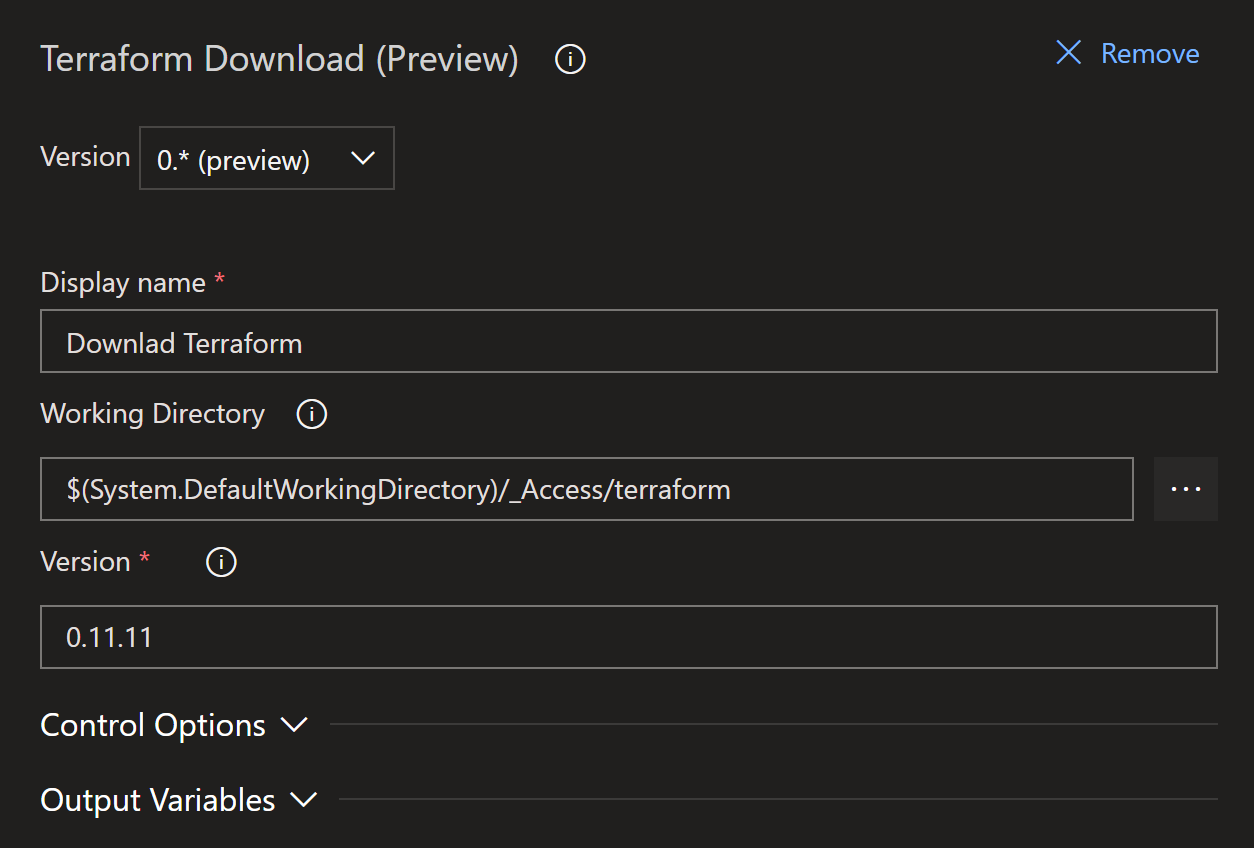 Terraform Download (Preview)
Remove
Version 0.* (preview)
Display name *
Downlad Terraform
Working Directory
$(System.DefaultWorkingDirectory)/_Access/terraform
Version *
0.11.11
Control Options
Output Variables